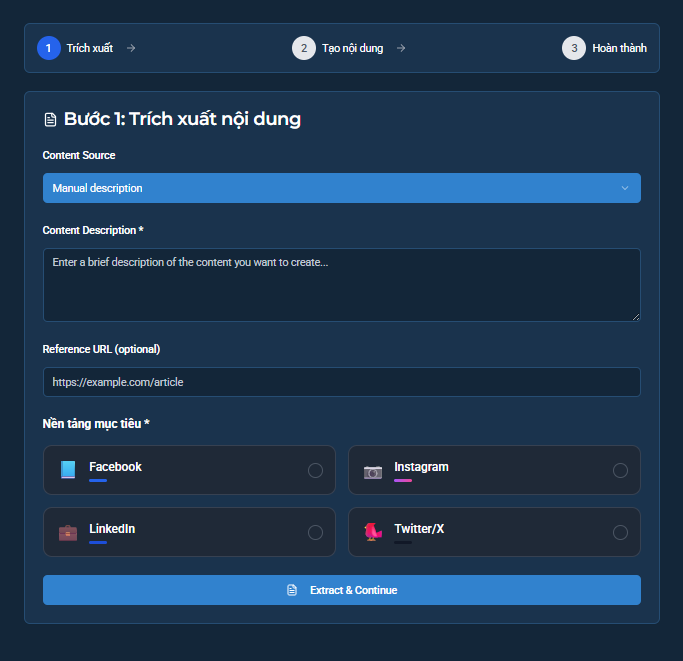 1 Trích xuất → 2 Tạo nội dung → 3 Hoàn thành
Bước 1: Trích xuất nội dung
Content Source
Manual description
Content Description *
Enter a brief description of the content you want to create...
Reference URL (optional)
https://example.com/article
Nền tảng mục tiêu *
Facebook
Instagram
LinkedIn
Twitter/X
Extract & Continue